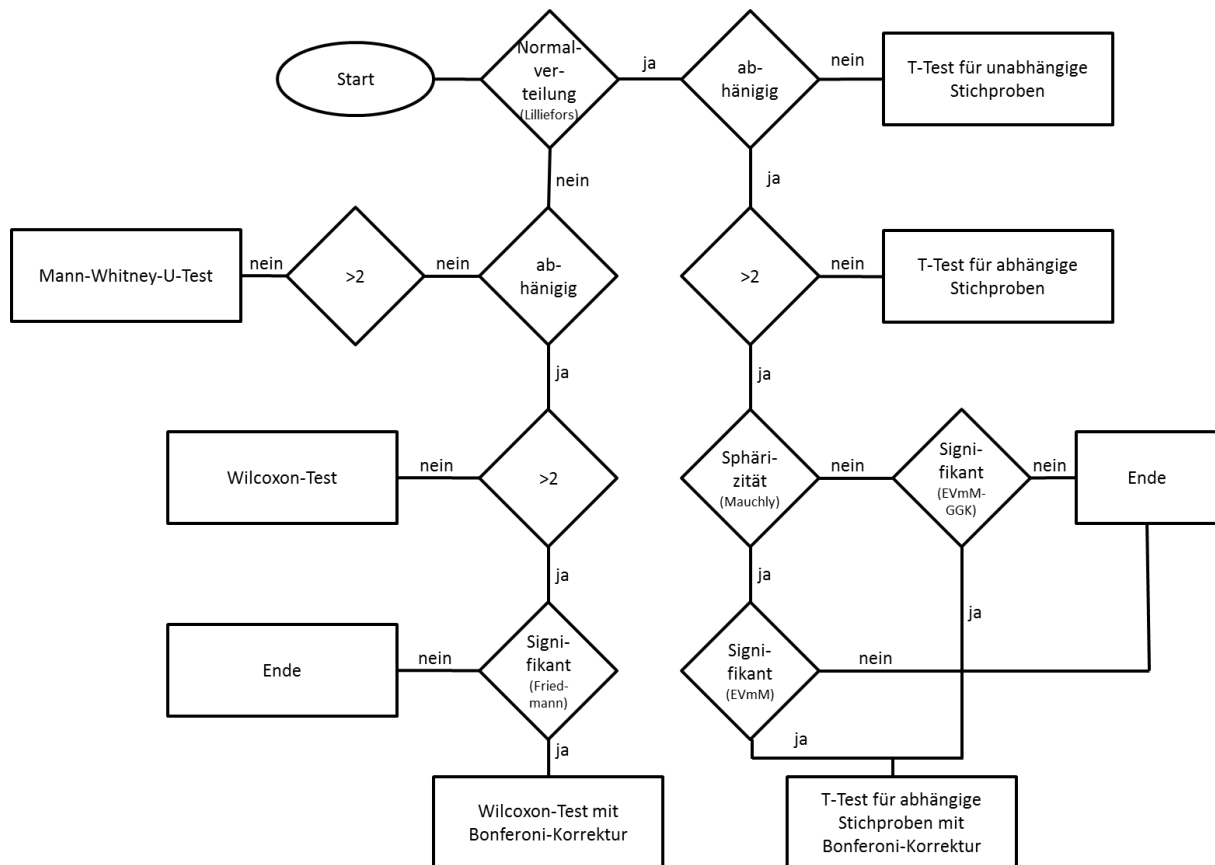 Start
Normal-
ver-
teilung
(Lilliefors)
ja
ab-
hänigig
nein
T-Test für unabhängige
Stichproben
nein
ja
Mann-Whitney-U-Test
nein
>2
nein
ab-
hänigig
>2
nein
T-Test für abhängige
Stichproben
ja
ja
Wilcoxon-Test
nein
>2
Sphäri-
zität
(Mauchly)
nein
Signi-
fikant
(EVmM-
GGK)
nein
Ende
ja
ja
ja
Ende
nein
Signi-
fikant
(Fried-
mann)
Signi-
fikant
(EVmM)
nein
ja
ja
Wilcoxon-Test mit
Bonferoni-Korrektur
T-Test für abhängige
Stichproben mit
Bonferoni-Korrektur